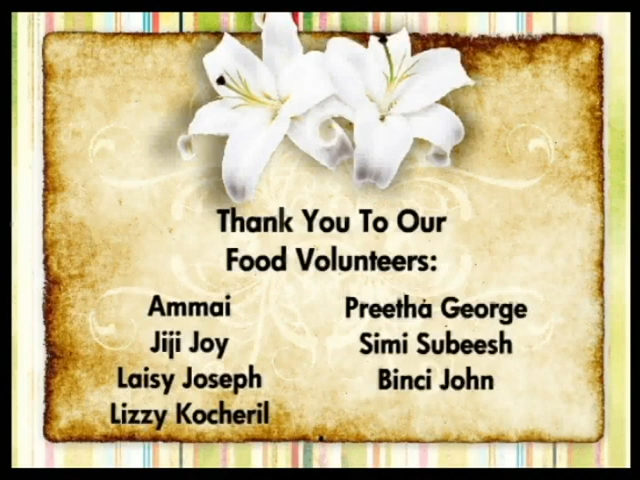 Thank You To Our
Food Volunteers:
Ammai
Jiji Joy
Laisy Joseph
Lizzy Kocheril
Preetha George
Simi Subeesh
Binci John